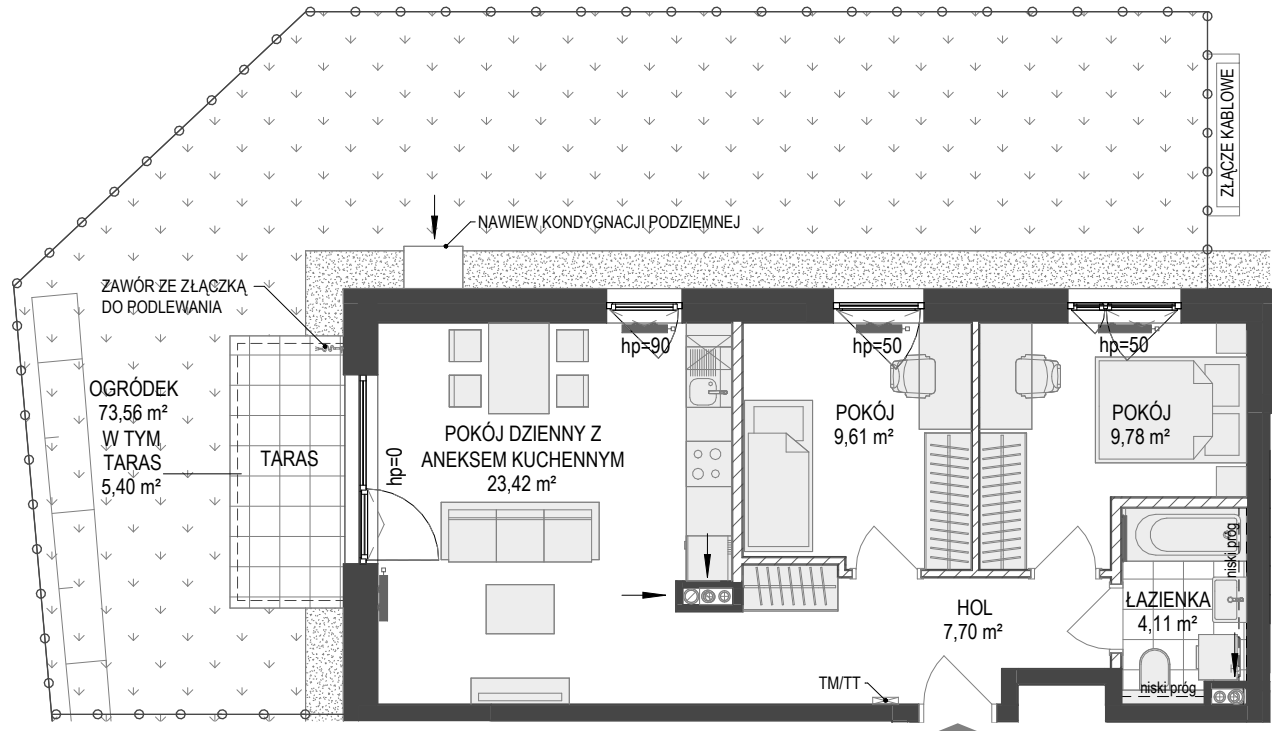 ZŁĄCZE KABLOWE
NAWIEW KONDYGNACJI PODZIEMNEJ
ZAWÓR ZE ZŁĄCZKĄ
DO PODLEWANIA
hp=90
hp=50
hp=50
OGRÓDEK
73,56 m²
W TYM
TARAS
5,40 m²
TARAS
hp=0
POKÓJ DZIENNY Z
ANEKSEM KUCHENNYM
23,42 m²
POKÓJ
9,61 m²
POKÓJ
9,78 m²
niski próg
HOL
7,70 m²
ŁAZIENKA
4,11 m²
TM/TT
niski próg